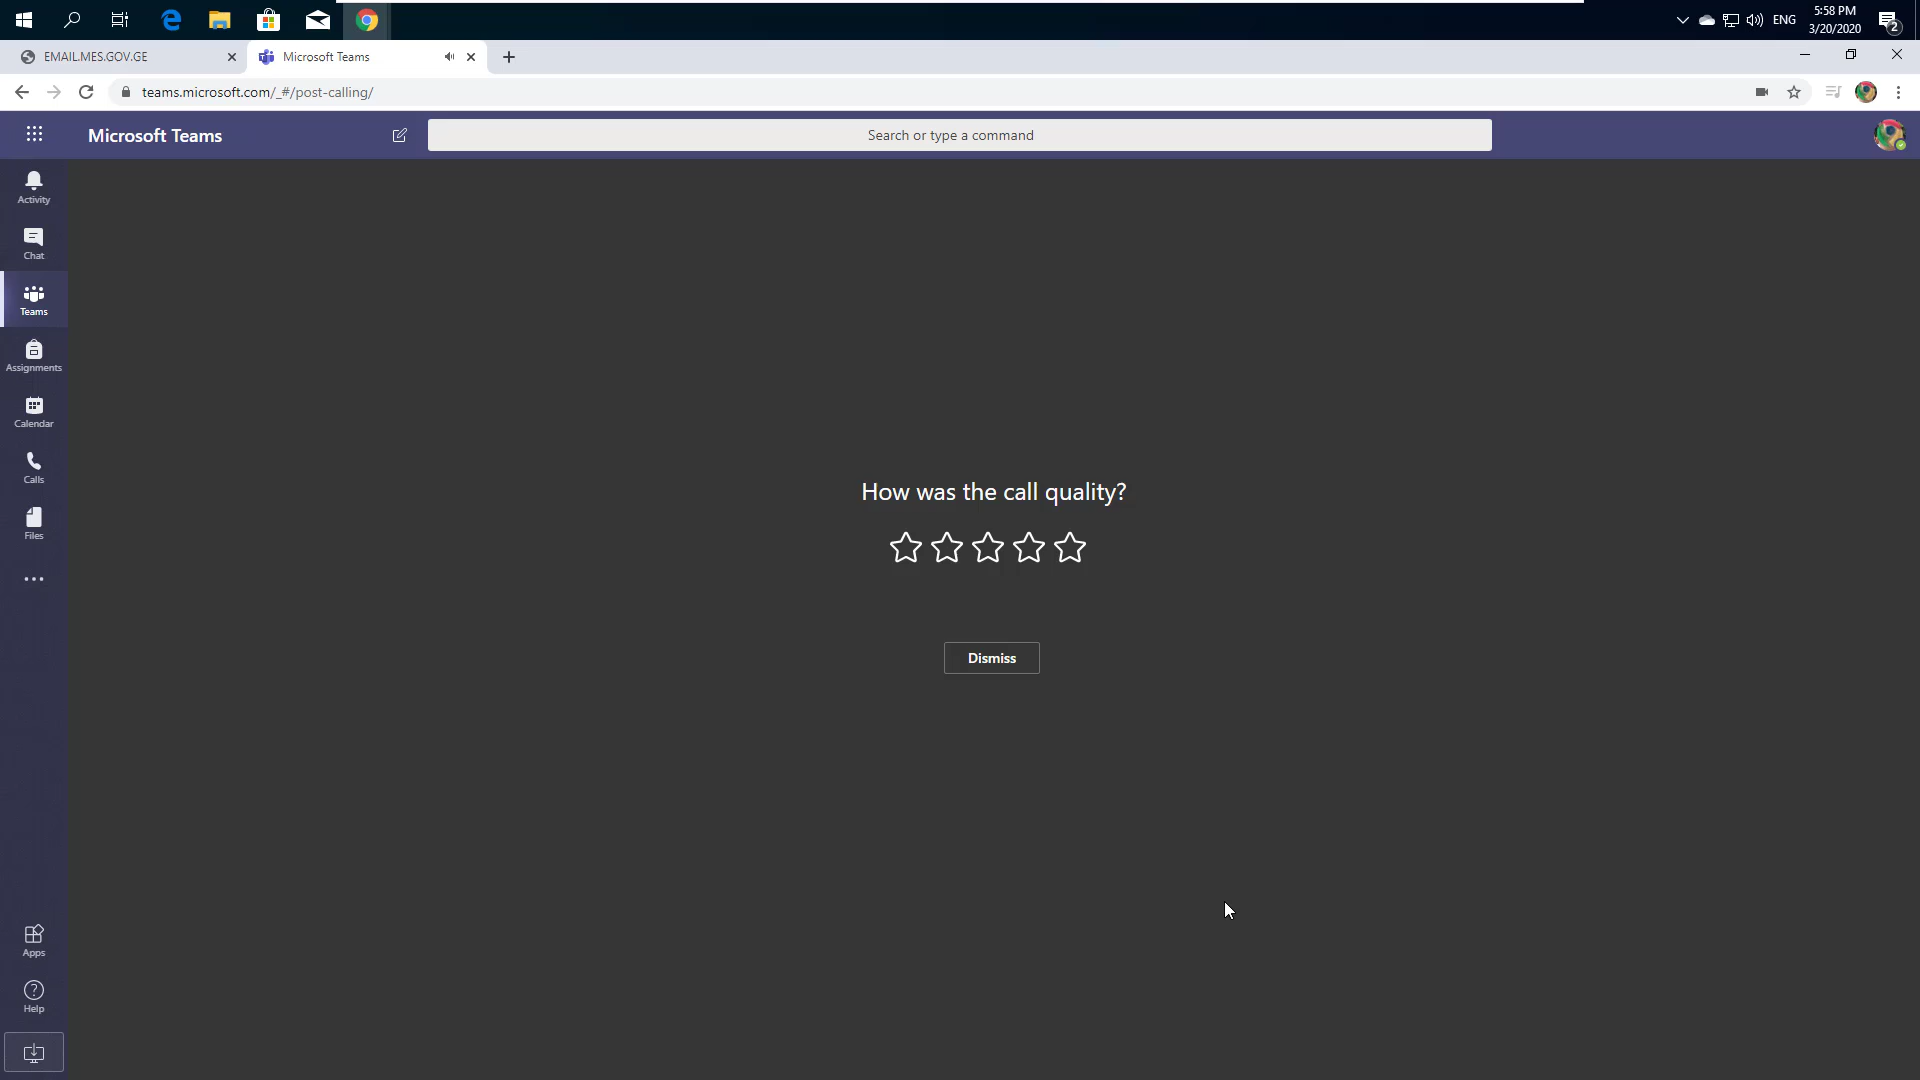 5:58 PM
ENG
3/20/2020
2
EMAIL.MES.GOV.GE
Microsoft Teams
teams.microsoft.com/_#/post-calling/
Microsoft Teams
Search or type a command
Activity
Chat
Teams
Assignments
Calendar
Calls
Files
How was the call quality?
Dismiss
Apps
Help